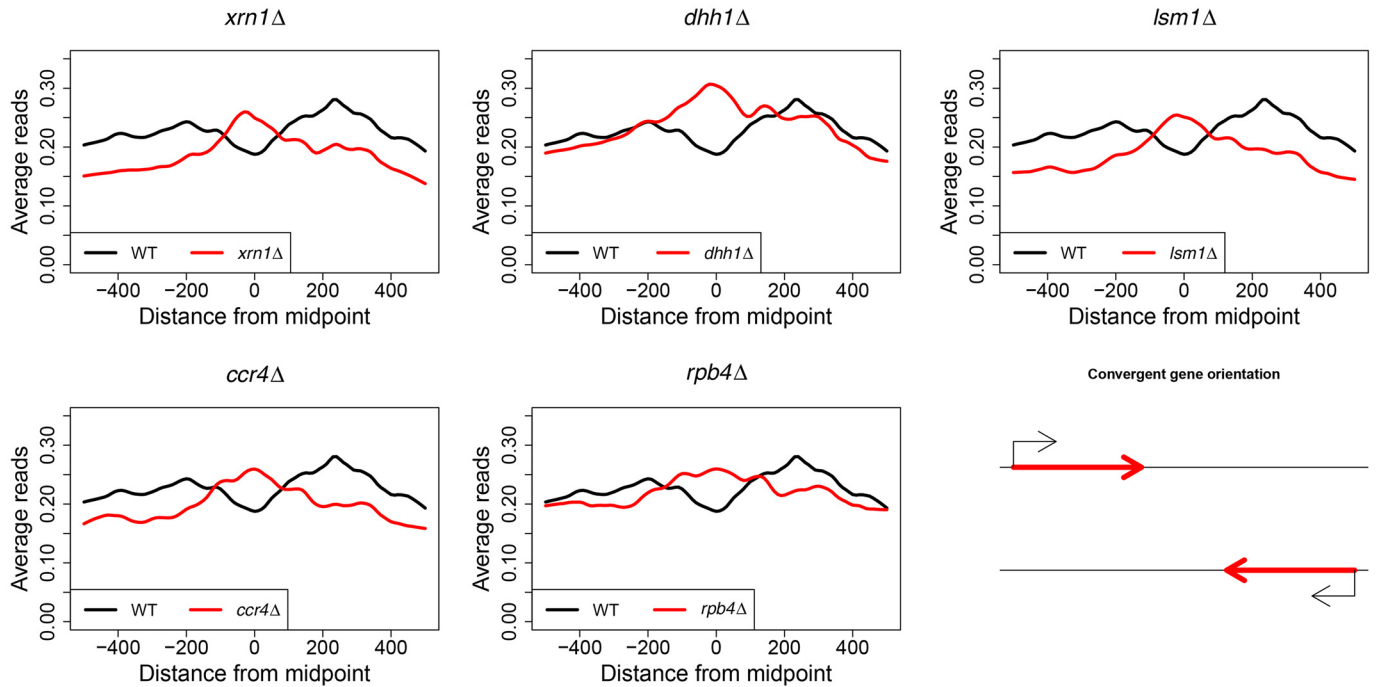 xrn1Δ
dhh1Δ
lsm1Δ
Average reads
0.00 0.10 0.20 0.30
WT xrn1Δ
−400 −200 0 200 400
Distance from midpoint
Average reads
0.00 0.10 0.20 0.30
WT dhh1Δ
−400 −200 0 200 400
Distance from midpoint
Average reads
0.00 0.10 0.20 0.30
WT lsm1Δ
−400 −200 0 200 400
Distance from midpoint
ccr4Δ
rpb4Δ
Convergent gene orientation
Average reads
0.00 0.10 0.20 0.30
WT ccr4Δ
−400 −200 0 200 400
Distance from midpoint
Average reads
0.00 0.10 0.20 0.30
WT rpb4Δ
−400 −200 0 200 400
Distance from midpoint